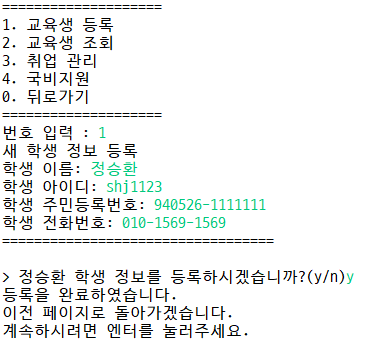 ====================
1. 교육생 등록
2. 교육생 조회
3. 취업 관리
4. 국비지원
0. 뒤로가기
====================
번호 입력 : 1
새 학생 정보 등록
학생 이름: 정승환
학생 아이디: shj1123
학생 주민등록번호: 940526-1111111
학생 전화번호: 010-1569-1569
==================================
> 정승환 학생 정보를 등록하시겠습니까?(y/n)y
등록을 완료하였습니다.
이전 페이지로 돌아가겠습니다.
계속하시려면 엔터를 눌러주세요.